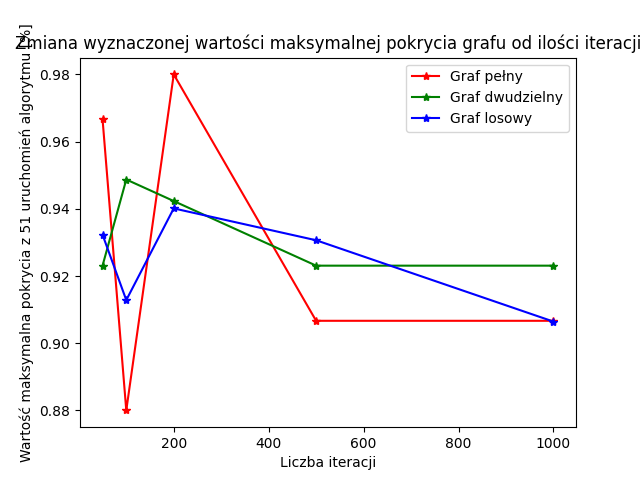 Zmiana wyznaczonej wartości maksymalnej pokrycia grafu od ilości iteracji
Wartość maksymalna pokrycia z 51 uruchomień algorytmu [%]
0.98
0.96
0.94
0.92
0.90
0.88
Graf pełny
Graf dwudzielny
Graf losowy
200
400
600
800
1000
Liczba iteracji